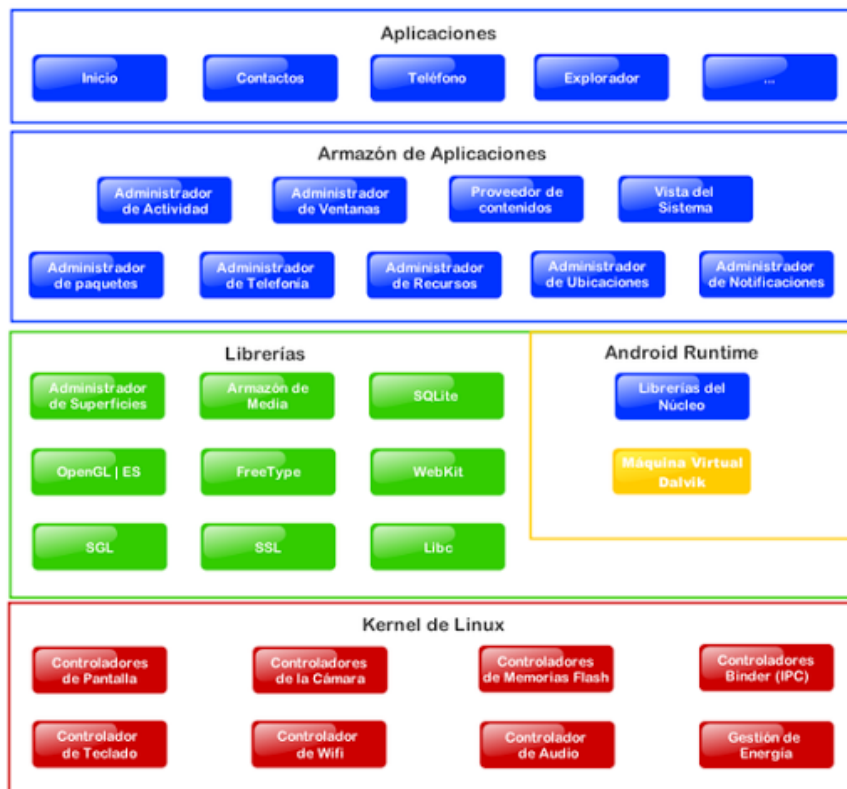 Aplicaciones
Inicio
Contactos
Teléfono
Explorador
...
Armazón de Aplicaciones
Administrador
de Actividad
Administrador
de Ventanas
Proveedor de
contenidos
Vista del
Sistema
Administrador
de paquetes
Administrador
de Telefonía
Administrador
de Recursos
Administrador
de Ubicaciones
Administrador
de Notificaciones
Librerías
Administrador
de Superficies
Armazón de
Media
SQLite
OpenGL | ES
FreeType
WebKit
SGL
SSL
Libc
Android Runtime
Librerías del
Núcleo
Máquina Virtual
Dalvik
Kernel de Linux
Controladores
de Pantalla
Controladores
de la Cámara
Controladores
de Memorias Flash
Controladores
Binder (IPC)
Controlador
de Teclado
Controlador
de Wifi
Controlador
de Audio
Gestión de
Energía